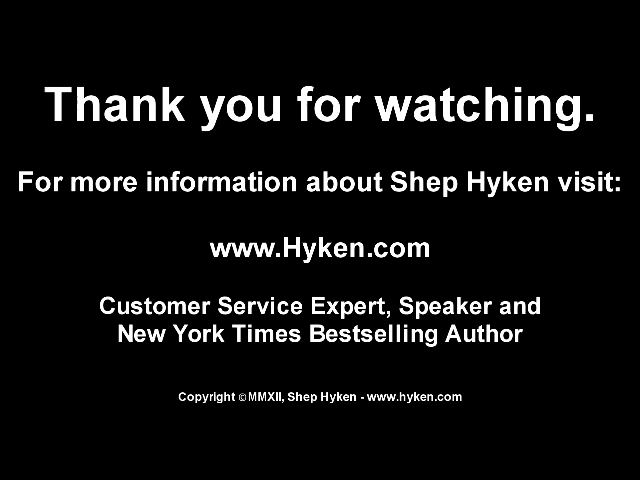 Thank you for watching.
For more information about Shep Hyken visit:
www.Hyken.com
Customer Service Expert, Speaker and
New York Times Bestselling Author
Copyright ©MMXII, Shep Hyken - www.hyken.com